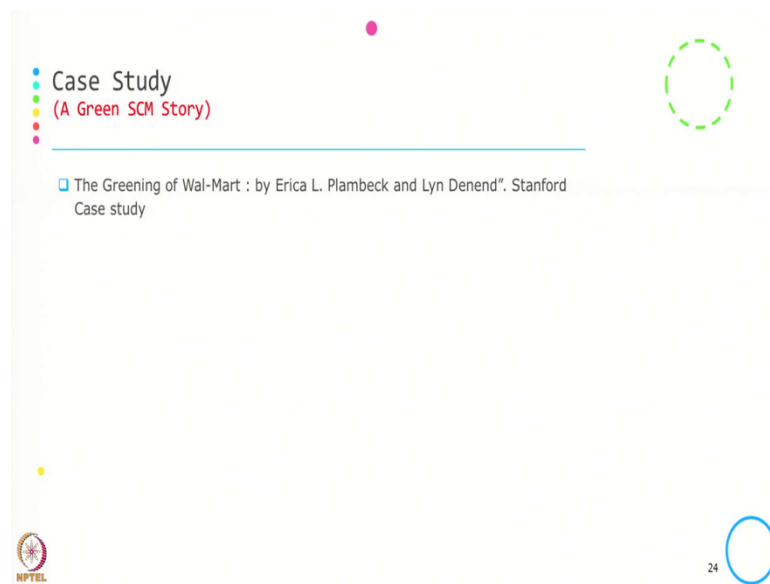 Case Study
(A Green SCM Story)
The Greening of Wal-Mart : by Erica L. Plambeck and Lyn Denend”. Stanford
Case study
NPTEL
24